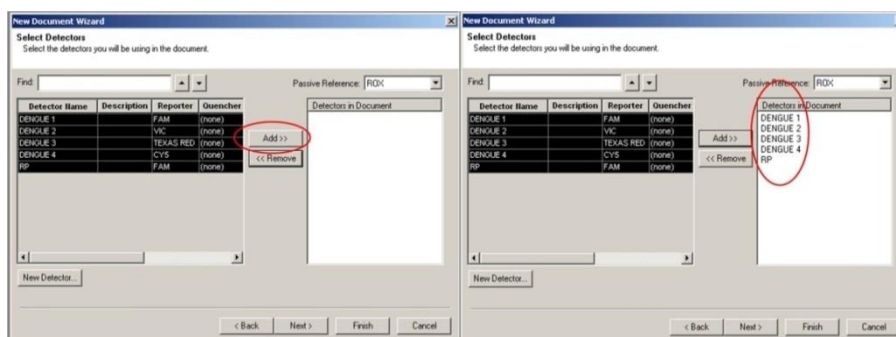 New Document Wizard
Select Detectors
Select the detectors you will be using in the document.
Find:
Passive Reference: ROX
Detector Name Description Reporter Quencher
DENGUE 1 FAM (none)
DENGUE 2 VIC (none)
DENGUE 3 TEXAS RED (none)
DENGUE 4 CY5 (none)
RP FAM (none)
Add >>
<< Remove
Detectors in Document
New Detector...
< Back Next > Finish Cancel
New Document Wizard
Select Detectors
Select the detectors you will be using in the document.
Find:
Passive Reference: ROX
Detector Name Description Reporter Quencher
DENGUE 1 FAM (none)
DENGUE 2 VIC (none)
DENGUE 3 TEXAS RED (none)
DENGUE 4 CY5 (none)
RP FAM (none)
Add >>
<< Remove
Detectors in Document
DENGUE 1
DENGUE 2
DENGUE 3
DENGUE 4
RP
New Detector...
< Back Next > Finish Cancel